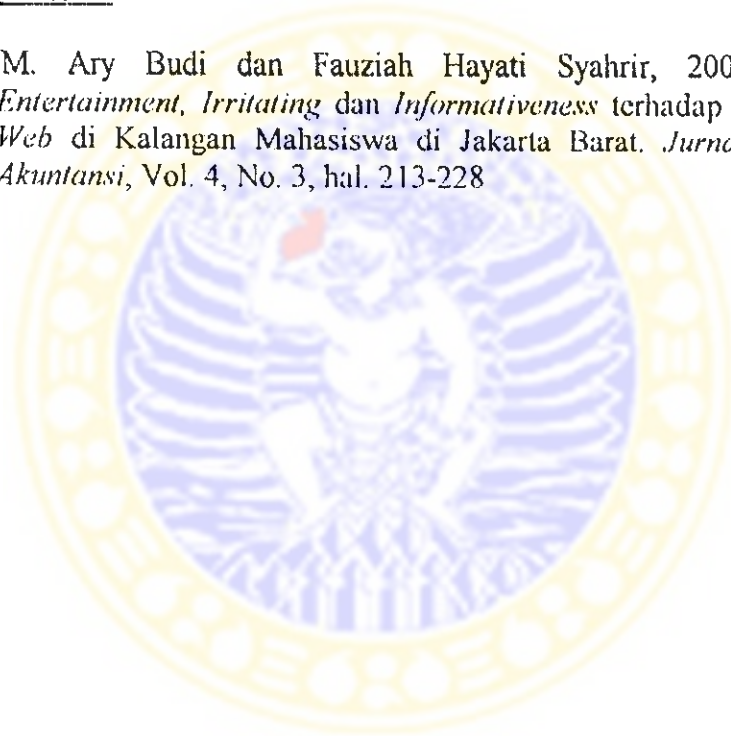 M. Ary Budi dan Fauziah Hayati Syahrir, 200
Entertainment, Irritating dan Informativeness terhadap
Web di Kalangan Mahasiswa di Jakarta Barat. Jurna
Akuntansi, Vol. 4, No. 3, hal. 213-228